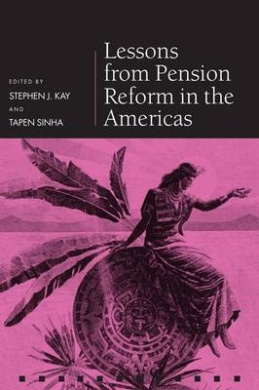 Lessons
from Pension
Reform in the
Americas
EDITED BY
STEPHEN J. KAY
AND
TAPEN SINHA